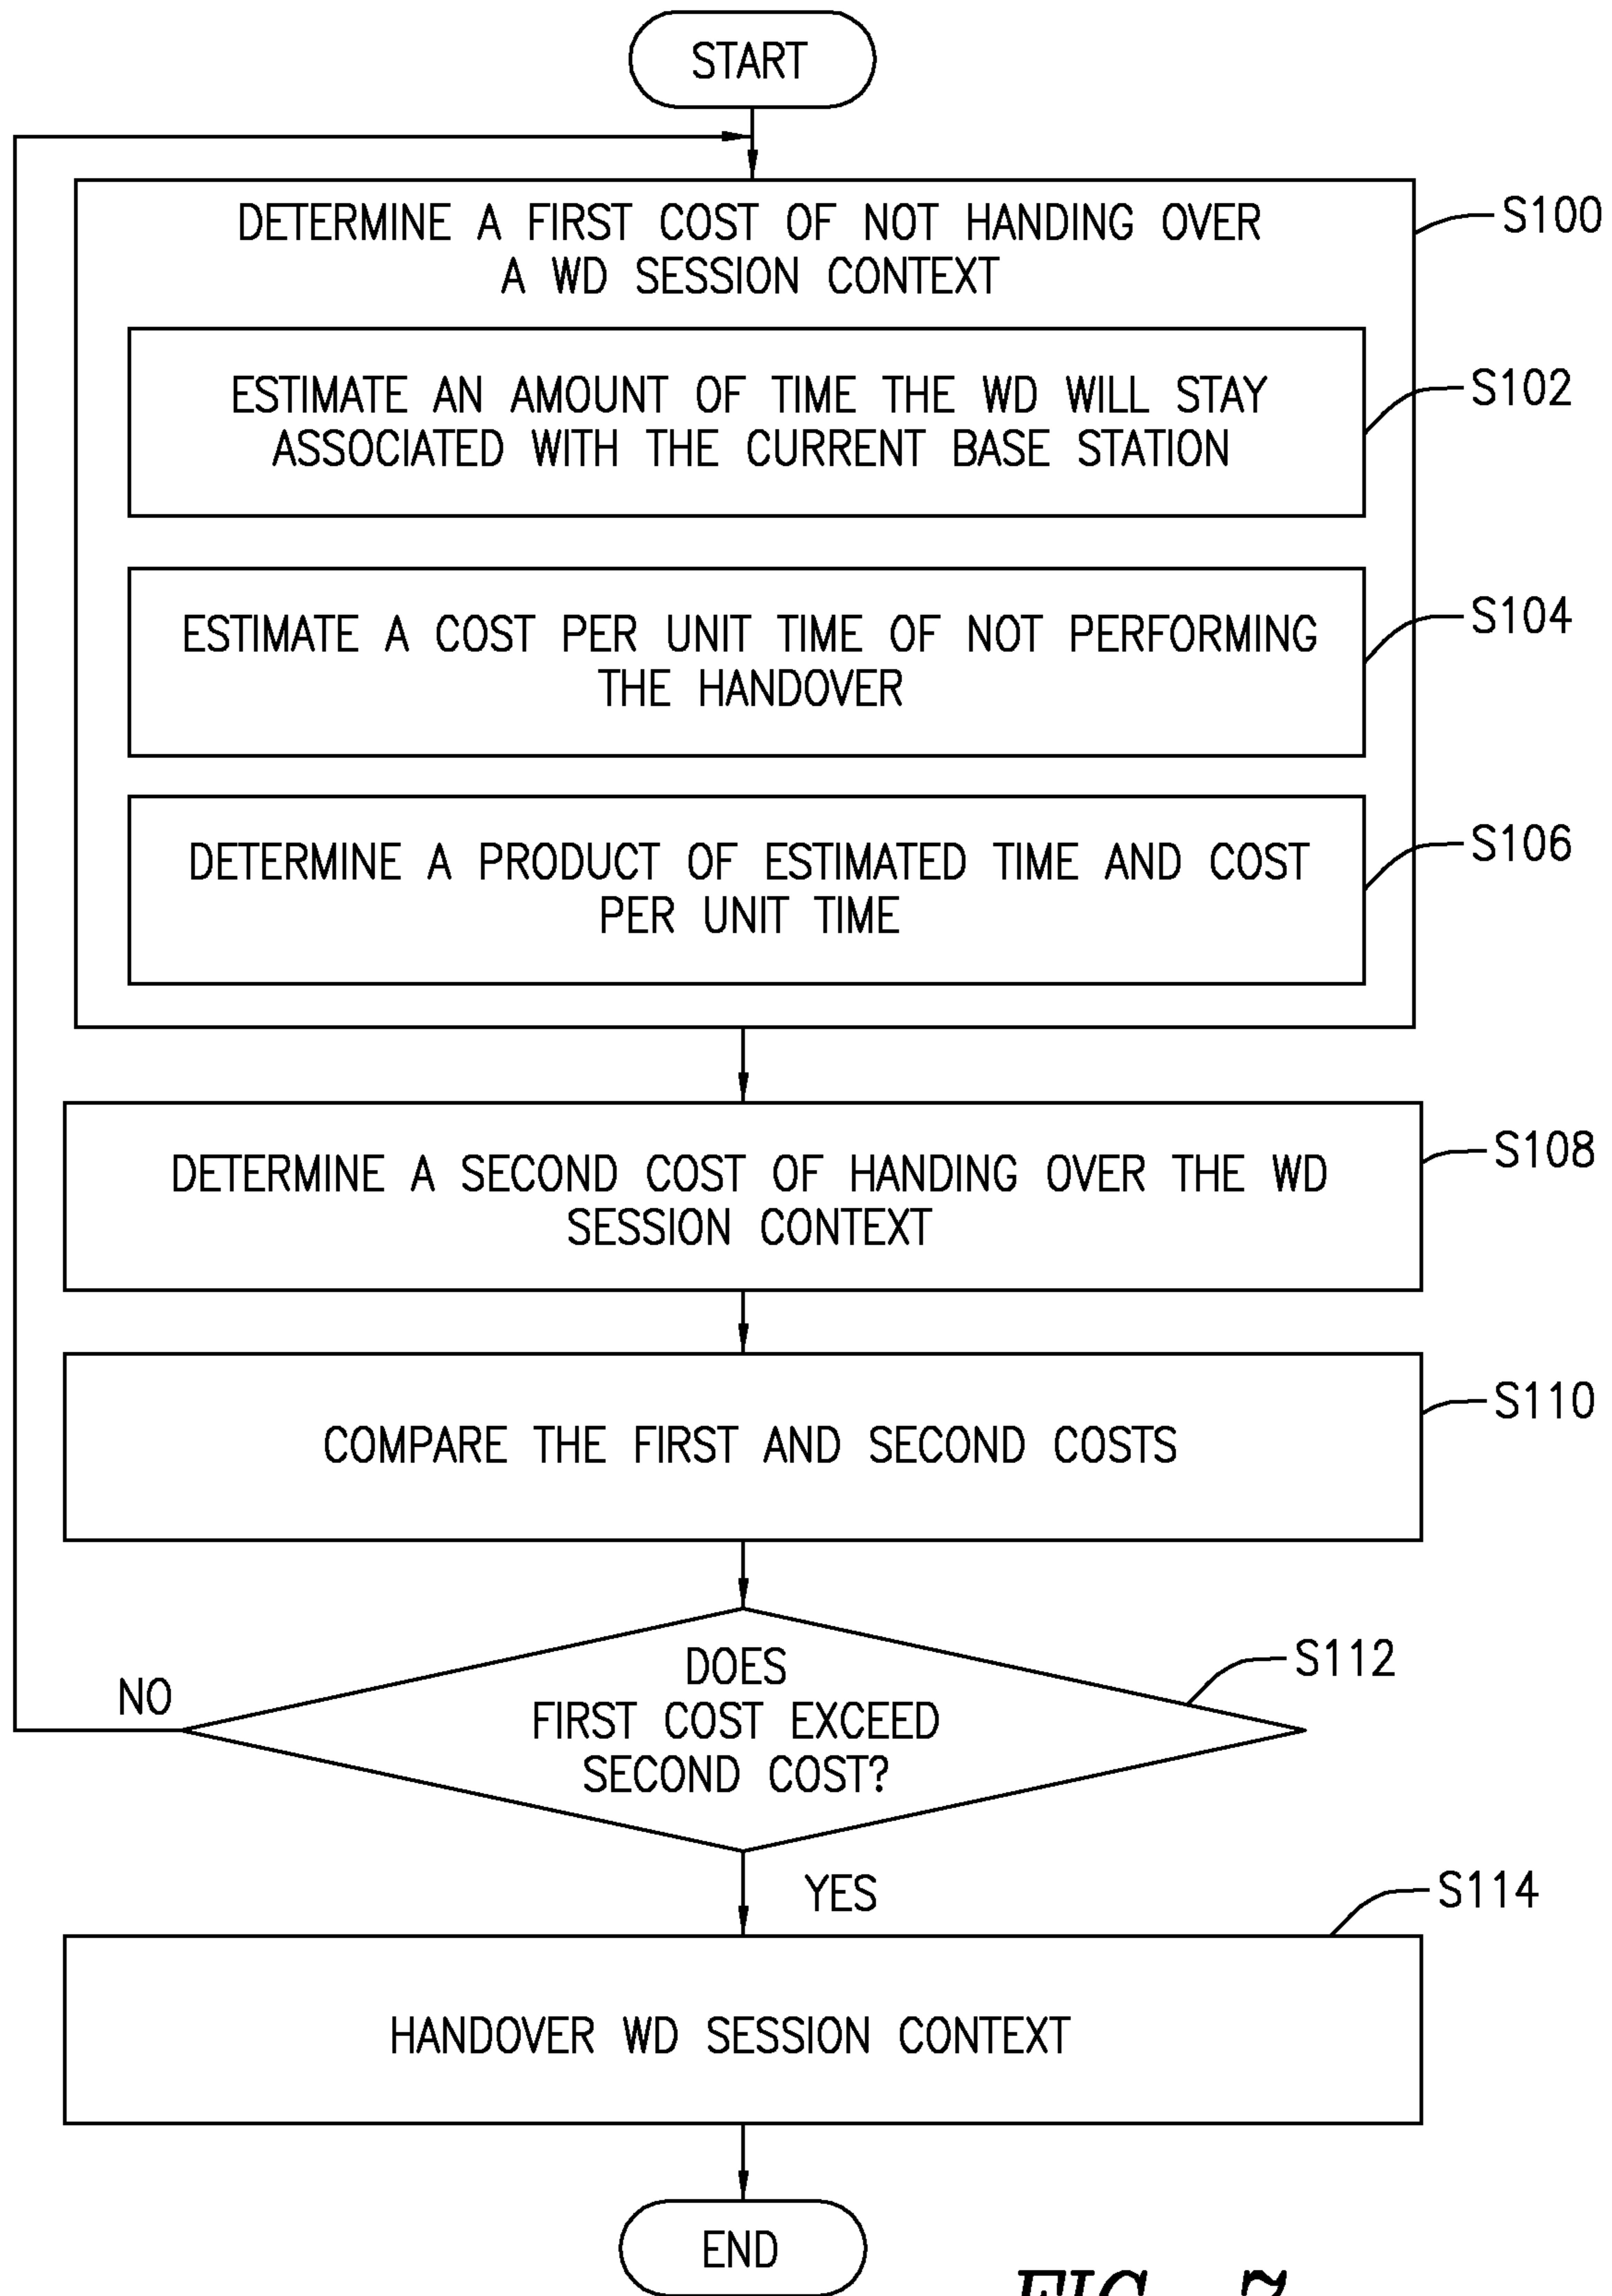 START
DETERMINE A FIRST COST OF NOT HANDING OVER
A WD SESSION CONTEXT
S100
ESTIMATE AN AMOUNT OF TIME THE WD WILL STAY
ASSOCIATED WITH THE CURRENT BASE STATION
S102
ESTIMATE A COST PER UNIT TIME OF NOT PERFORMING
THE HANDOVER
S104
DETERMINE A PRODUCT OF ESTIMATED TIME AND COST
PER UNIT TIME
S106
DETERMINE A SECOND COST OF HANDING OVER THE WD
SESSION CONTEXT
S108
COMPARE THE FIRST AND SECOND COSTS
S110
DOES
FIRST COST EXCEED
SECOND COST?
S112
NO
YES
HANDOVER WD SESSION CONTEXT
S114
END
FIG. 7